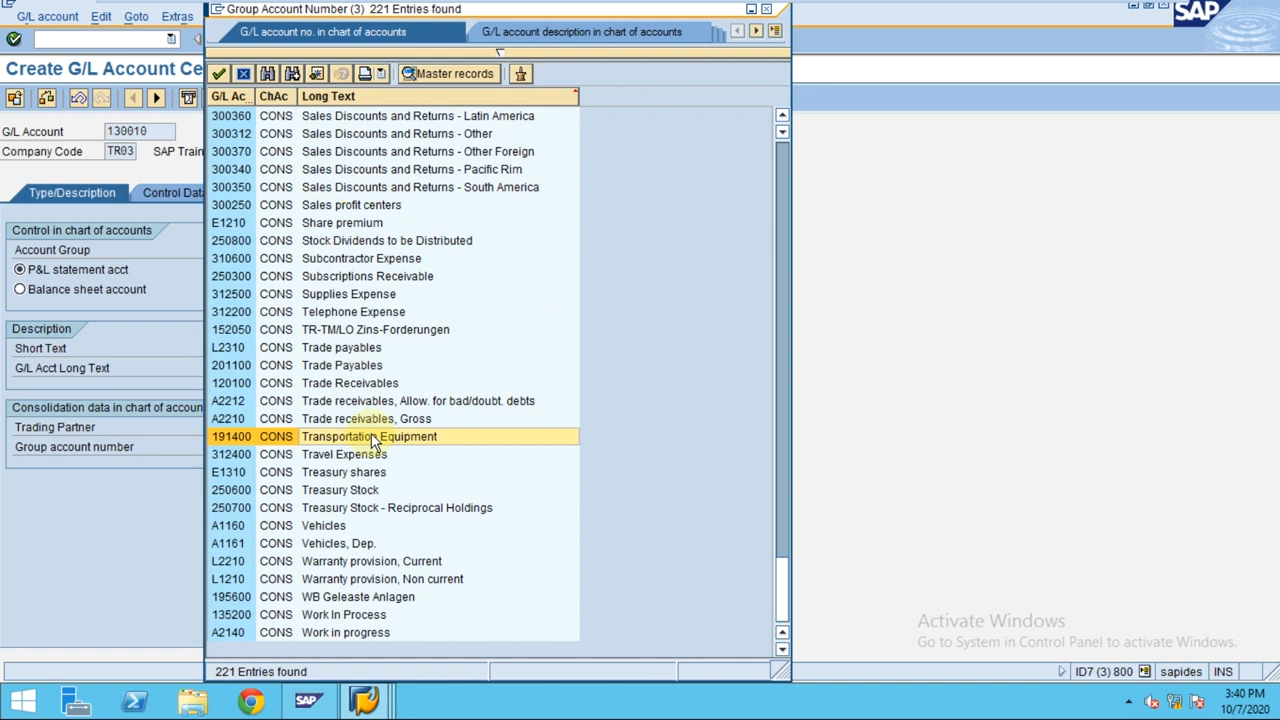 G/L account Edit Goto Extras
Create G/L Account Ce
G/L Account 130010
Company Code TR03 SAP Train
Type/Description Control Data
Control in chart of accounts
Account Group
P&L statement acct
Balance sheet account
Description
Short Text
G/L Acct Long Text
Consolidation data in chart of accoun
Trading Partner
Group account number
Group Account Number (3) 221 Entries found
G/L account no. in chart of accounts G/L account description in chart of accounts
Master records
G/L Ac... ChAc Long Text
300360 CONS Sales Discounts and Returns - Latin America
300312 CONS Sales Discounts and Returns - Other
300370 CONS Sales Discounts and Returns - Other Foreign
300340 CONS Sales Discounts and Returns - Pacific Rim
300350 CONS Sales Discounts and Returns - South America
300250 CONS Sales profit centers
E1210 CONS Share premium
250800 CONS Stock Dividends to be Distributed
310600 CONS Subcontractor Expense
250300 CONS Subscriptions Receivable
312500 CONS Supplies Expense
312200 CONS Telephone Expense
152050 CONS TR-TM/LO Zins-Forderungen
L2310 CONS Trade payables
201100 CONS Trade Payables
120100 CONS Trade Receivables
A2212 CONS Trade receivables, Allow. for bad/doubt. debts
A2210 CONS Trade receivables, Gross
191400 CONS Transportation Equipment
312400 CONS Travel Expenses
E1310 CONS Treasury shares
250600 CONS Treasury Stock
250700 CONS Treasury Stock - Reciprocal Holdings
A1160 CONS Vehicles
A1161 CONS Vehicles, Dep.
L2210 CONS Warranty provision, Current
L1210 CONS Warranty provision, Non current
195600 CONS WB Geleaste Anlagen
135200 CONS Work In Process
A2140 CONS Work in progress
221 Entries found
SAP
Activate Windows
Go to System in Control Panel to activate Windows.
ID7 (3) 800 sapides INS
SAP
3:40 PM
10/7/2020